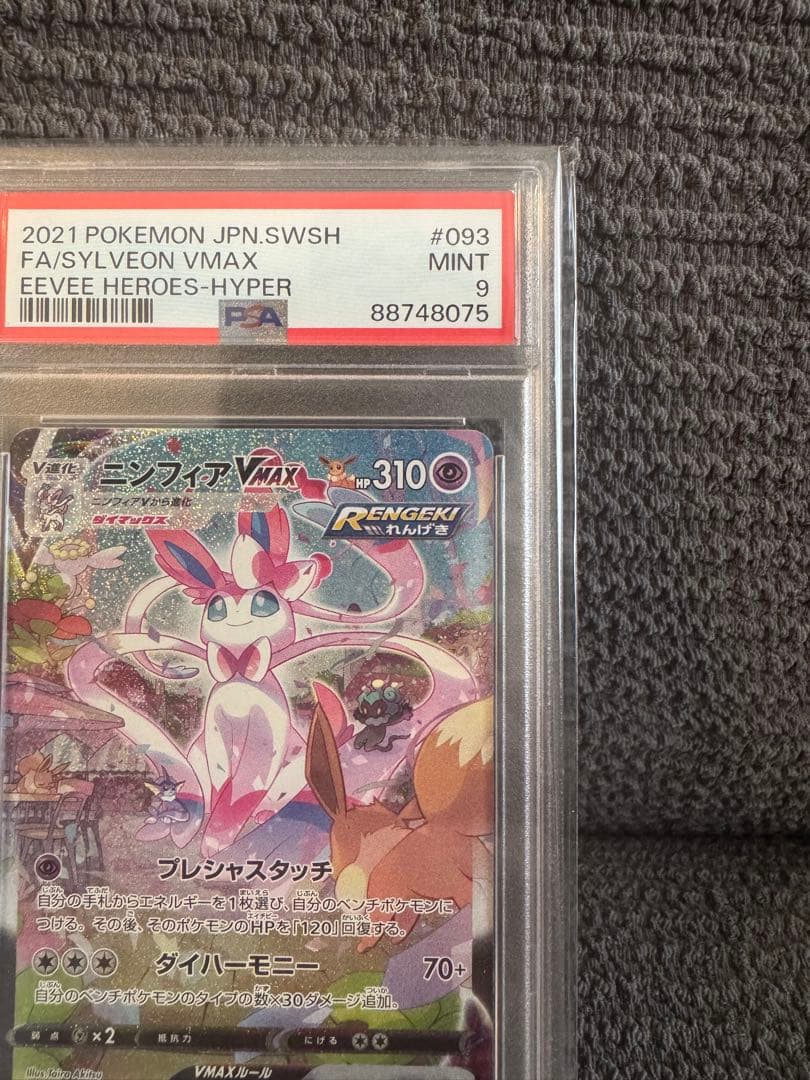 2021 POKEMON JPN.SWSH #093
FA/SYLVEON VMAX MINT
EEVEE HEROES-HYPER 9
PSA 88748075
V進化 ニンフィアVMAX HP310
ニンフィアVから進化
ダイマックス
RENGEKI
れんげき
プレシャスタッチ
自分の手札からエネルギーを1枚選び、自分のベンチポケモンに
つける。その後、そのポケモンのHPを「120」回復する。
ダイハーモニー 70+
自分のベンチポケモンのタイプの数×30ダメージ追加。
弱点 ×2 抵抗力 にげる
Illus.Taira Akitsu VMAXルール